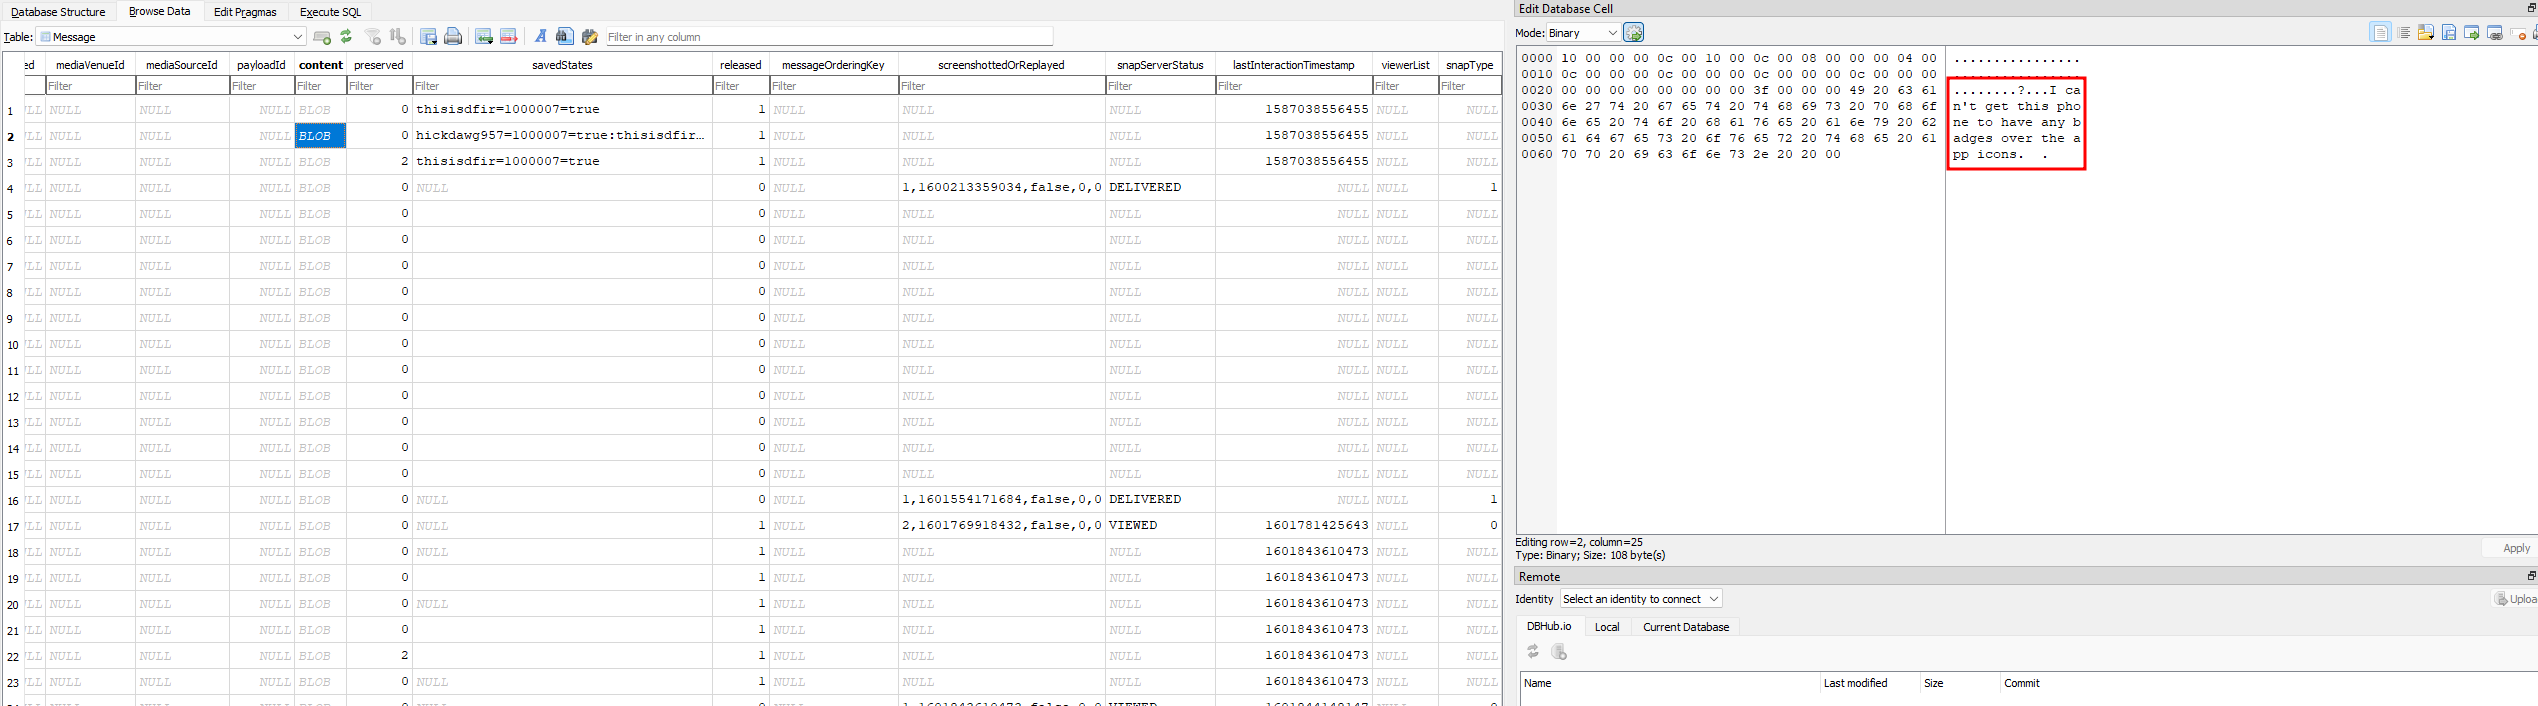 Database Structure Browse Data Edit Pragmas Execute SQL
Table: Message Filter in any column
ed mediaVenueId mediaSourceId payloadId content preserved savedStates released messageOrderingKey screenshottedOrReplayed snapServerStatus lastInteractionTimestamp viewerList snapType
Filter Filter Filter Filter Filter Filter Filter Filter Filter Filter Filter Filter Filter
1 ULL NULL NULL NULL BLOB 0 thisisdfir=1000007=true 1 NULL NULL NULL 1587038556455 NULL NULL
2 ULL NULL NULL NULL BLOB 0 hickdawg957=1000007=true:thisisdfir… 1 NULL NULL NULL 1587038556455 NULL NULL
3 ULL NULL NULL NULL BLOB 2 thisisdfir=1000007=true 1 NULL NULL NULL 1587038556455 NULL NULL
4 ULL NULL NULL NULL BLOB 0 NULL 0 NULL 1,1600213359034,false,0,0 DELIVERED NULL NULL 1
5 ULL NULL NULL NULL BLOB 0 0 NULL NULL NULL NULL NULL NULL
6 ULL NULL NULL NULL BLOB 0 0 NULL NULL NULL NULL NULL NULL
7 ULL NULL NULL NULL BLOB 0 0 NULL NULL NULL NULL NULL NULL
8 ULL NULL NULL NULL BLOB 0 0 NULL NULL NULL NULL NULL NULL
9 ULL NULL NULL NULL BLOB 0 0 NULL NULL NULL NULL NULL NULL
10 ULL NULL NULL NULL BLOB 0 0 NULL NULL NULL NULL NULL NULL
11 ULL NULL NULL NULL BLOB 0 0 NULL NULL NULL NULL NULL NULL
12 ULL NULL NULL NULL BLOB 0 0 NULL NULL NULL NULL NULL NULL
13 ULL NULL NULL NULL BLOB 0 0 NULL NULL NULL NULL NULL NULL
14 ULL NULL NULL NULL BLOB 0 0 NULL NULL NULL NULL NULL NULL
15 ULL NULL NULL NULL BLOB 0 0 NULL NULL NULL NULL NULL NULL
16 ULL NULL NULL NULL BLOB 0 NULL 0 NULL 1,1601554171684,false,0,0 DELIVERED NULL NULL 1
17 ULL NULL NULL NULL BLOB 0 NULL 1 NULL 2,1601769918432,false,0,0 VIEWED 1601781425643 NULL 0
18 ULL NULL NULL NULL BLOB 0 NULL 1 NULL NULL NULL 1601843610473 NULL NULL
19 ULL NULL NULL NULL BLOB 0 1 NULL NULL NULL 1601843610473 NULL NULL
20 ULL NULL NULL NULL BLOB 0 NULL 1 NULL NULL NULL 1601843610473 NULL NULL
21 ULL NULL NULL NULL BLOB 0 1 NULL NULL NULL 1601843610473 NULL NULL
22 ULL NULL NULL NULL BLOB 2 1 NULL NULL NULL 1601843610473 NULL NULL
23 ULL NULL NULL NULL BLOB 0 NULL 1 NULL NULL NULL 1601843610473 NULL NULL
Edit Database Cell
Mode: Binary
0000 10 00 00 00 0c 00 10 00 0c 00 08 00 00 00 04 00 ................
0010 0c 00 00 00 0c 00 00 00 0c 00 00 00 0c 00 00 00 ................
0020 00 00 00 00 00 00 00 00 3f 00 00 00 49 20 63 61 ........?...I ca
0030 6e 27 74 20 67 65 74 20 74 68 69 73 20 70 68 6f n't get this pho
0040 6e 65 20 74 6f 20 68 61 76 65 20 61 6e 79 20 62 ne to have any b
0050 61 64 67 65 73 20 6f 76 65 72 20 74 68 65 20 61 adges over the a
0060 70 70 20 69 63 6f 6e 73 2e 20 20 00 pp icons.  .
Editing row=2, column=25
Type: Binary; Size: 108 byte(s)
Apply
Remote
Identity Select an identity to connect Uploa
DBHub.io Local Current Database
Name Last modified Size Commit